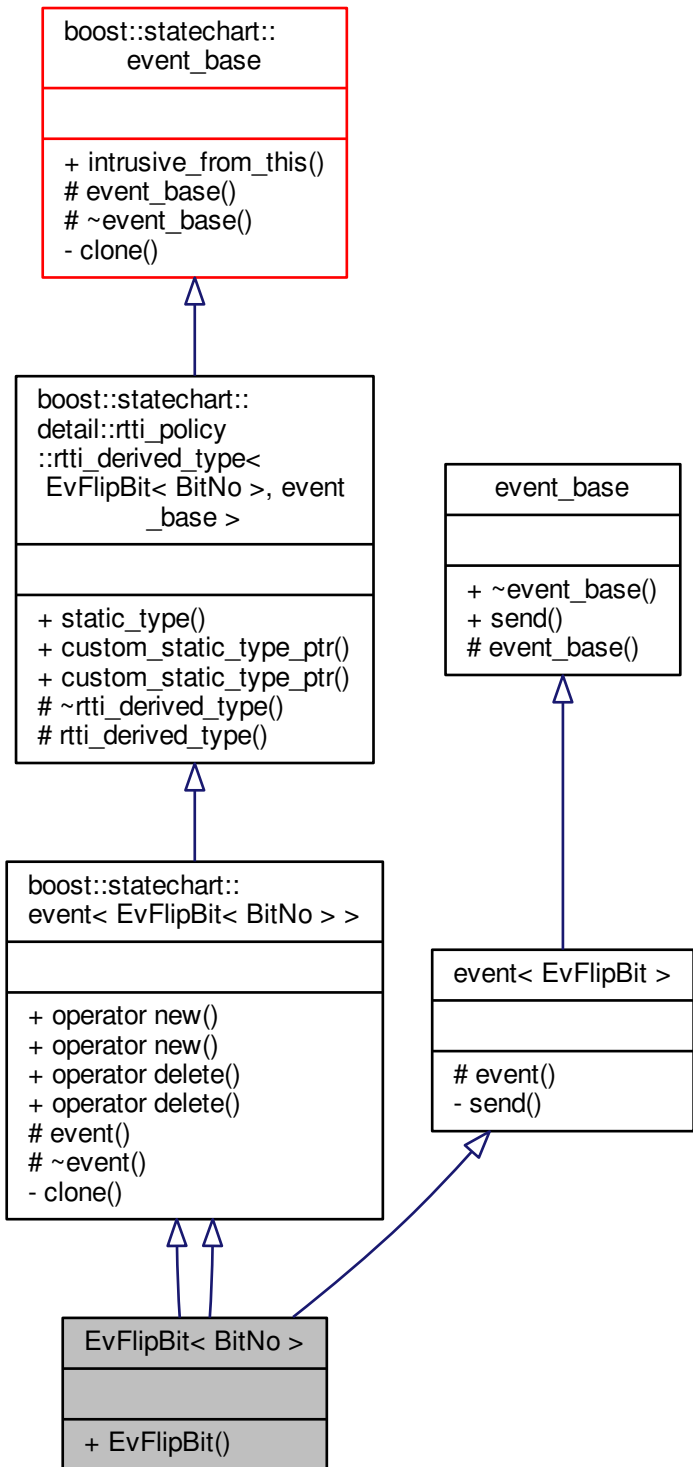 boost::statechart::
event_base
+ intrusive_from_this()
# event_base()
# ~event_base()
- clone()
boost::statechart::
detail::rtti_policy
::rtti_derived_type<
EvFlipBit< BitNo >, event
_base >
+ static_type()
+ custom_static_type_ptr()
+ custom_static_type_ptr()
# ~rtti_derived_type()
# rtti_derived_type()
event_base
+ ~event_base()
+ send()
# event_base()
boost::statechart::
event< EvFlipBit< BitNo > >
+ operator new()
+ operator new()
+ operator delete()
+ operator delete()
# event()
# ~event()
- clone()
event< EvFlipBit >
# event()
- send()
EvFlipBit< BitNo >
+ EvFlipBit()